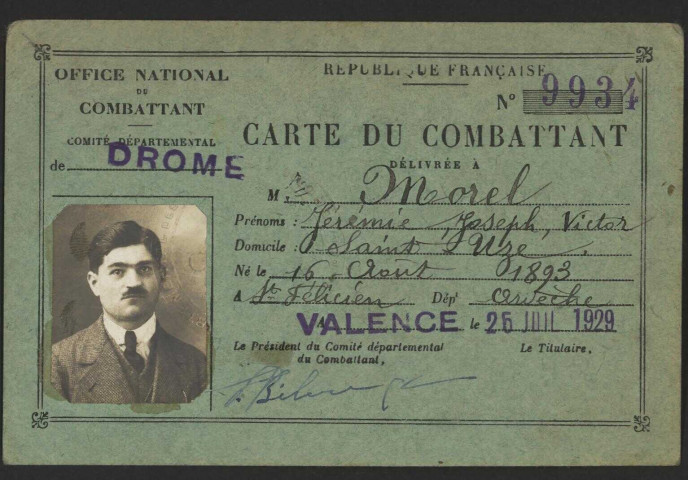 OFFICE NATIONAL
DU
COMBATTANT
COMITÉ DÉPARTEMENTAL
de DROME
RÉPUBLIQUE FRANÇAISE
N° 9934
CARTE DU COMBATTANT
DÉLIVRÉE À
M. Morel
Prénoms : Jérémie, Joseph, Victor
Domicile : Saint Uze
Né le 16 Août 1893
à St Félicien Dépt Ardèche
A VALENCE le 26 JUIL 1929
Le Président du Comité départemental
du Combattant,
Le Titulaire,